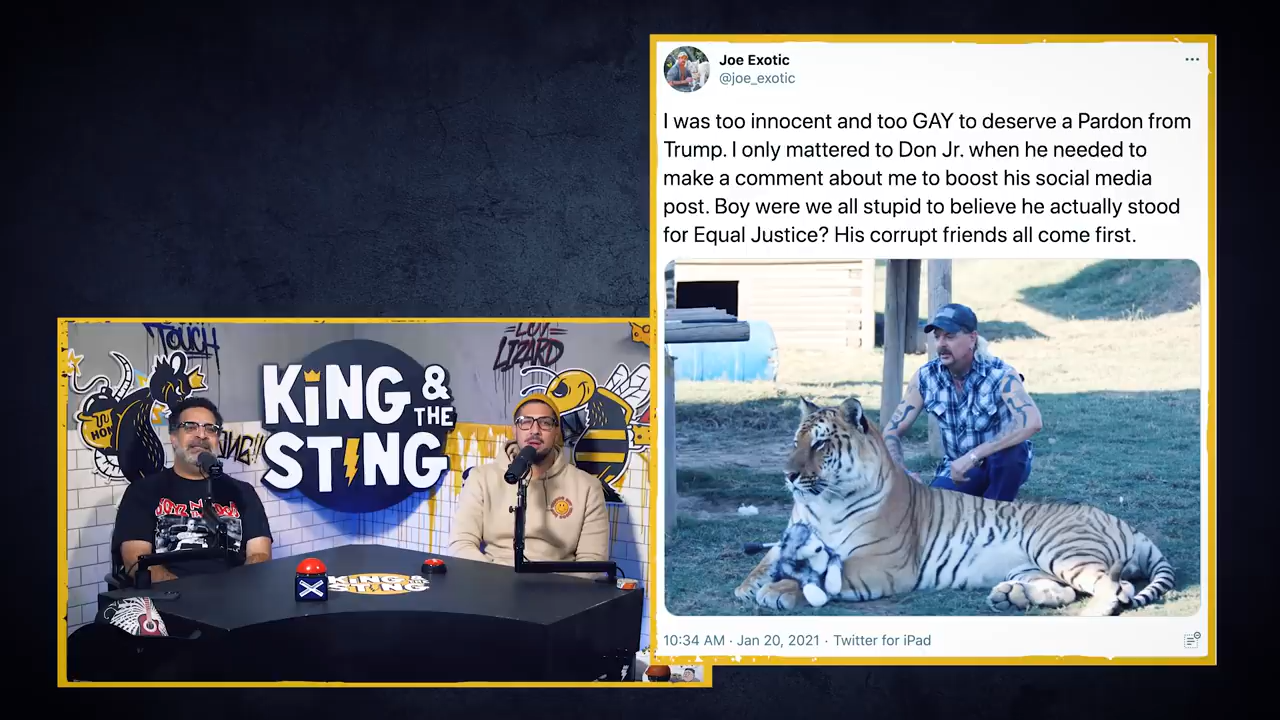 Joe Exotic
@joe_exotic
I was too innocent and too GAY to deserve a Pardon from
Trump. I only mattered to Don Jr. when he needed to
make a comment about me to boost his social media
post. Boy were we all stupid to believe he actually stood
for Equal Justice? His corrupt friends all come first.
10:34 AM · Jan 20, 2021 · Twitter for iPad
TOUCH
LIZARD
HON
KING &
THE
STING
KING &
STING